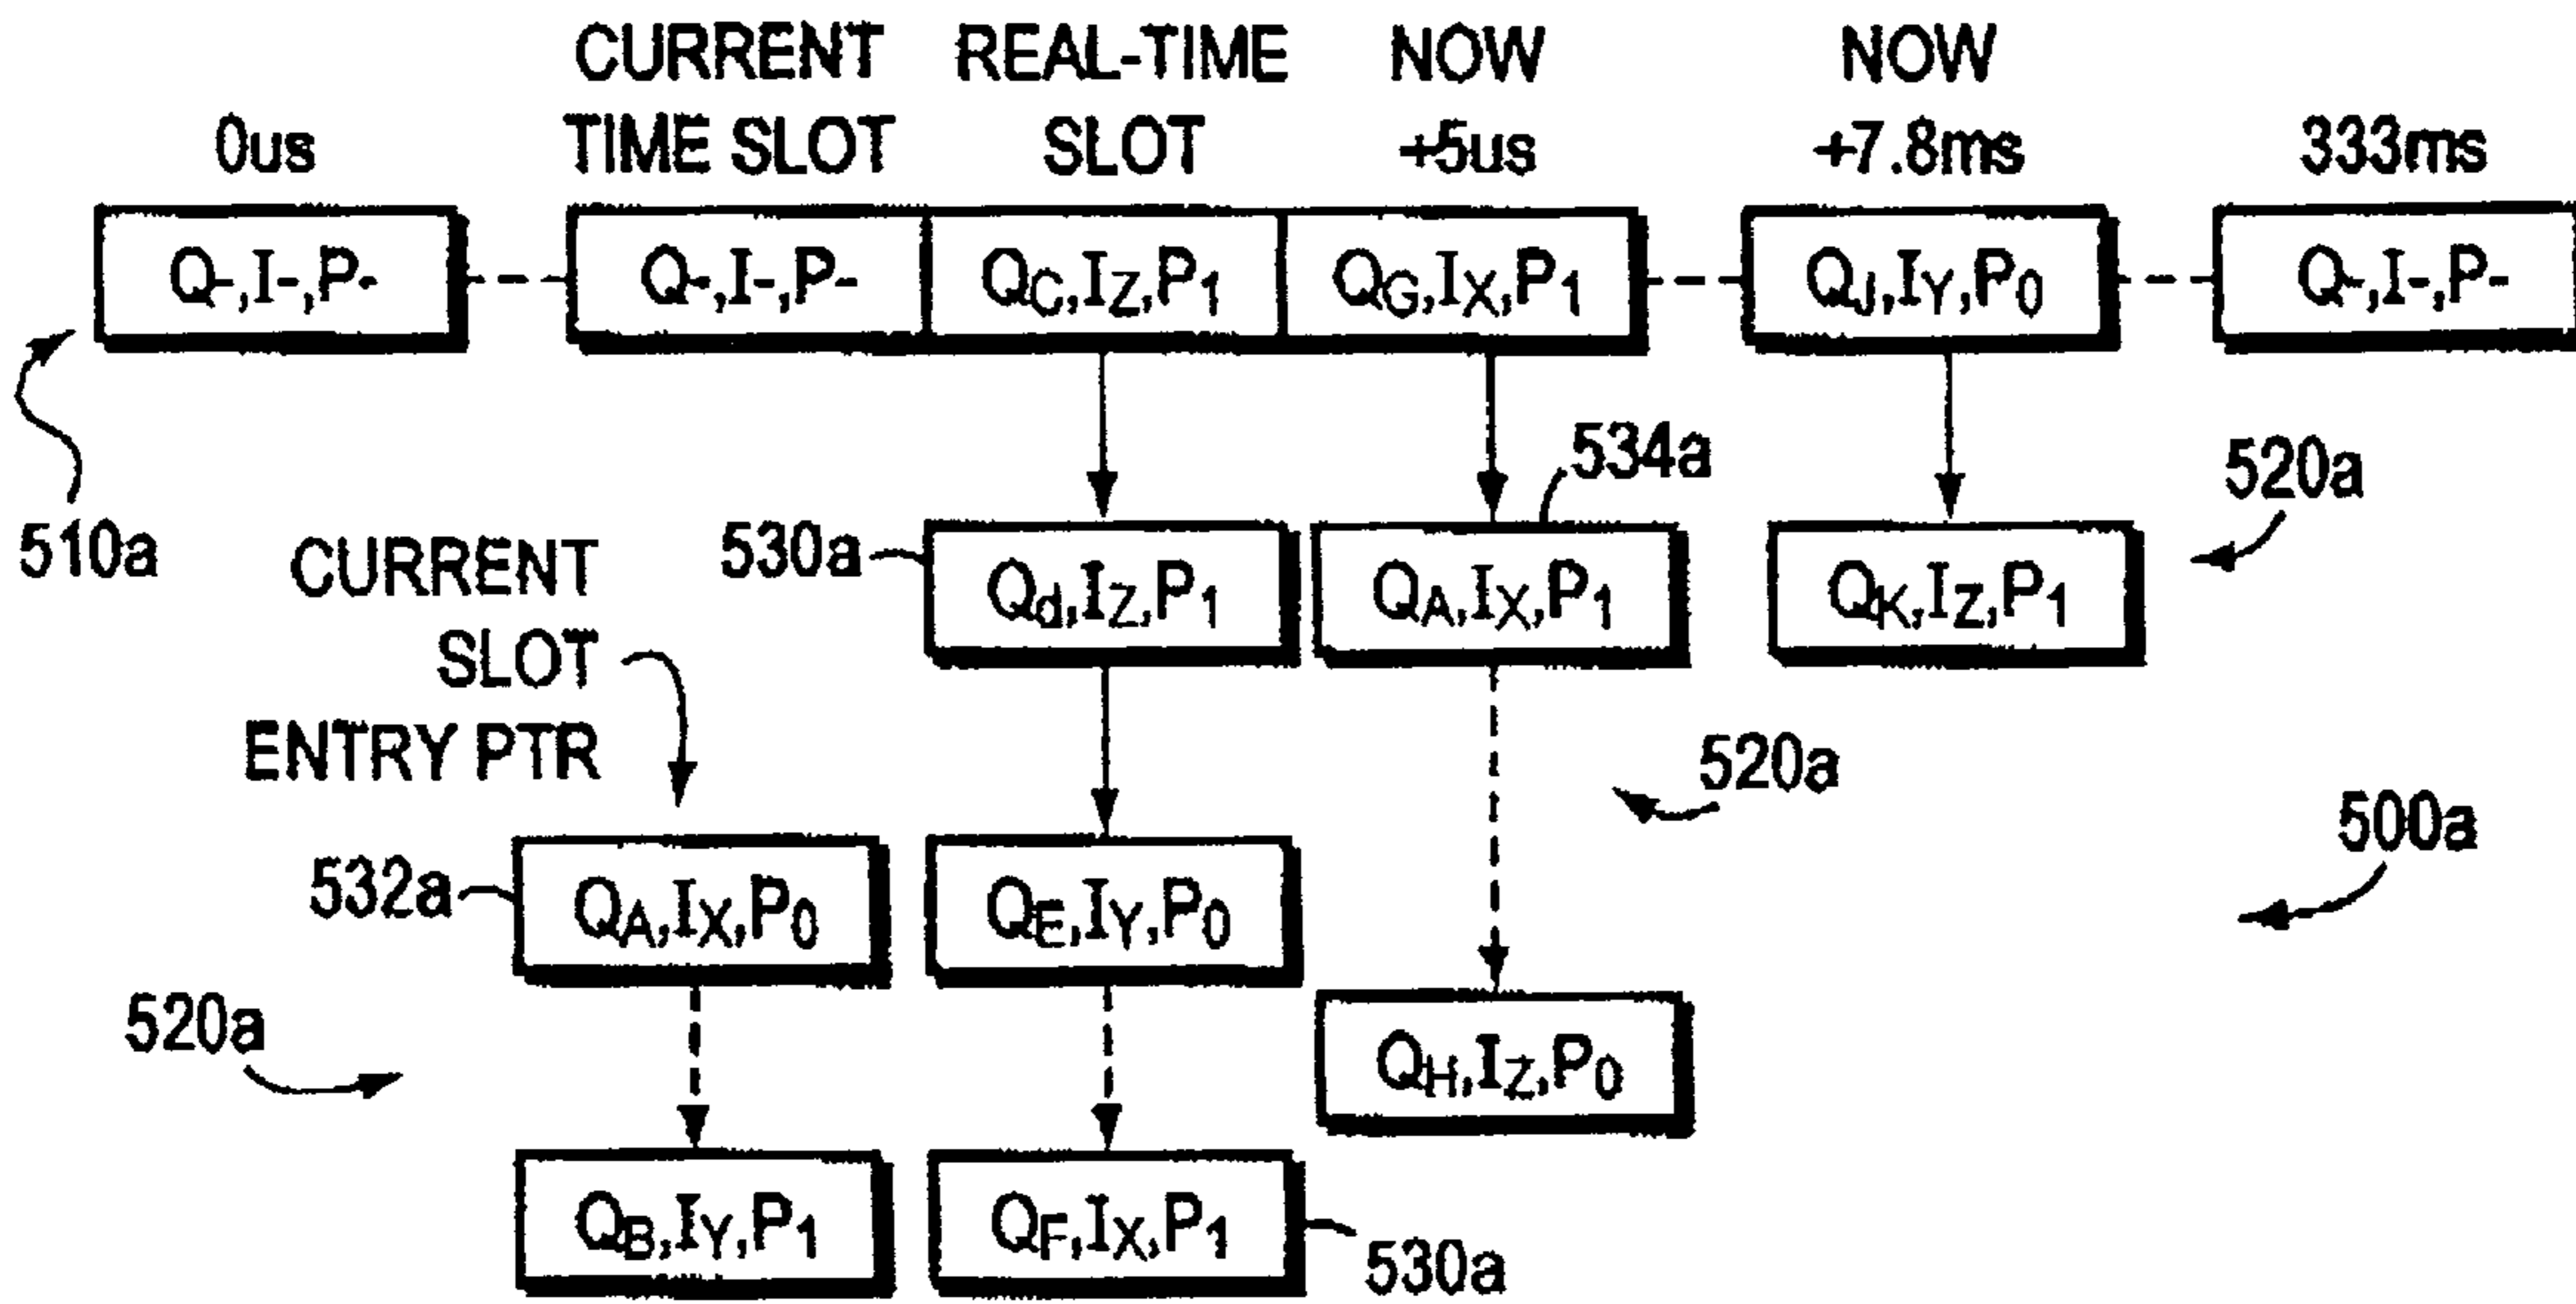 CURRENT REAL-TIME NOW NOW
0us TIME SLOT SLOT +5us +7.8ms 333ms
Q-,I-,P- Q-,I-,P- QC,IZ,P1 QG,IX,P1 QJ,IY,P0 Q-,I-,P-
534a
520a
510a
CURRENT
530a
Qd,IZ,P1 QA,IX,P1 QK,IZ,P1
SLOT
ENTRY PTR
520a
500a
532a
QA,IX,P0 QE,IY,P0
520a
QH,IZ,P0
QB,IY,P1 QF,IX,P1
530a